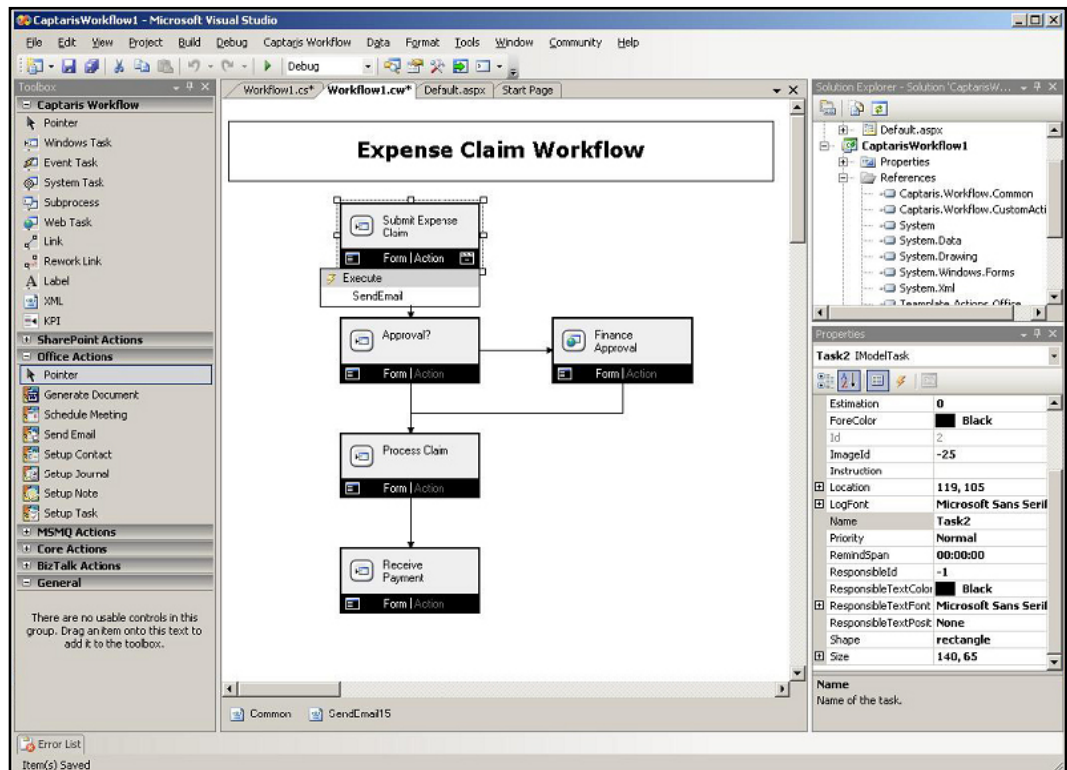 CaptarisWorkflow1 - Microsoft Visual Studio
File Edit View Project Build Debug Captaris Workflow Data Format Tools Window Community Help
Debug
Toolbox
Captaris Workflow
Pointer
Windows Task
Event Task
System Task
Subprocess
Web Task
Link
Rework Link
Label
XML
KPI
SharePoint Actions
Office Actions
Pointer
Generate Document
Schedule Meeting
Send Email
Setup Contact
Setup Journal
Setup Note
Setup Task
MSMQ Actions
Core Actions
BizTalk Actions
General
There are no usable controls in this
group. Drag an item onto this text to
add it to the toolbox.
Workflow1.cs* Workflow1.cw* Default.aspx Start Page
Expense Claim Workflow
Submit Expense
Claim
Form | Action
Execute
SendEmail
Approval?
Form | Action
Finance
Approval
Form | Action
Process Claim
Form | Action
Receive
Payment
Form | Action
Common SendEmail15
Solution Explorer - Solution 'CaptarisW...
Default.aspx
CaptarisWorkflow1
Properties
References
Captaris.Workflow.Common
Captaris.Workflow.CustomActi
System
System.Data
System.Drawing
System.Windows.Forms
System.Xml
Teamplate.Actions.Office
Properties
Task2 IModelTask
Estimation 0
ForeColor Black
Id 2
ImageId -25
Instruction
Location 119, 105
LogFont Microsoft Sans Serif
Name Task2
Priority Normal
RemindSpan 00:00:00
ResponsibleId -1
ResponsibleTextColor Black
ResponsibleTextFont Microsoft Sans Serif
ResponsibleTextPosit None
Shape rectangle
Size 140, 65
Name
Name of the task.
Error List
Item(s) Saved